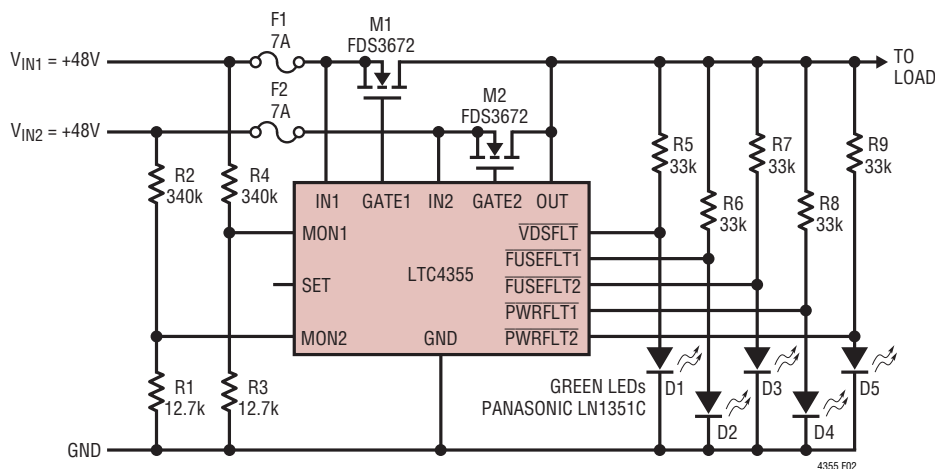 F1
7A
M1
FDS3672
VIN1 = +48V
TO
LOAD
F2
7A
M2
FDS3672
VIN2 = +48V
R2
340k
R4
340k
R5
33k
R7
33k
R9
33k
R6
33k
R8
33k
IN1 GATE1 IN2 GATE2 OUT
MON1
VDSFLT
FUSEFLT1
LTC4355
SET
FUSEFLT2
PWRFLT1
MON2
GND
PWRFLT2
R1
12.7k
R3
12.7k
GREEN LEDs
PANASONIC LN1351C
D1
D3
D5
D2
D4
GND
4355 F02